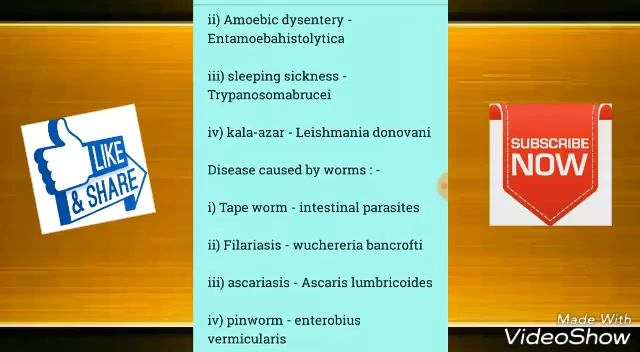 ii) Amoebic dysentery -
Entamoebahistolytica
iii) sleeping sickness -
Trypanosomabrucei
iv) kala-azar - Leishmania donovani
Disease caused by worms : -
i) Tape worm - intestinal parasites
ii) Filariasis - wuchereria bancrofti
iii) ascariasis - Ascaris lumbricoides
iv) pinworm - enterobius
vermicularis
LIKE
& SHARE
SUBSCRIBE
NOW
Made With
VideoShow